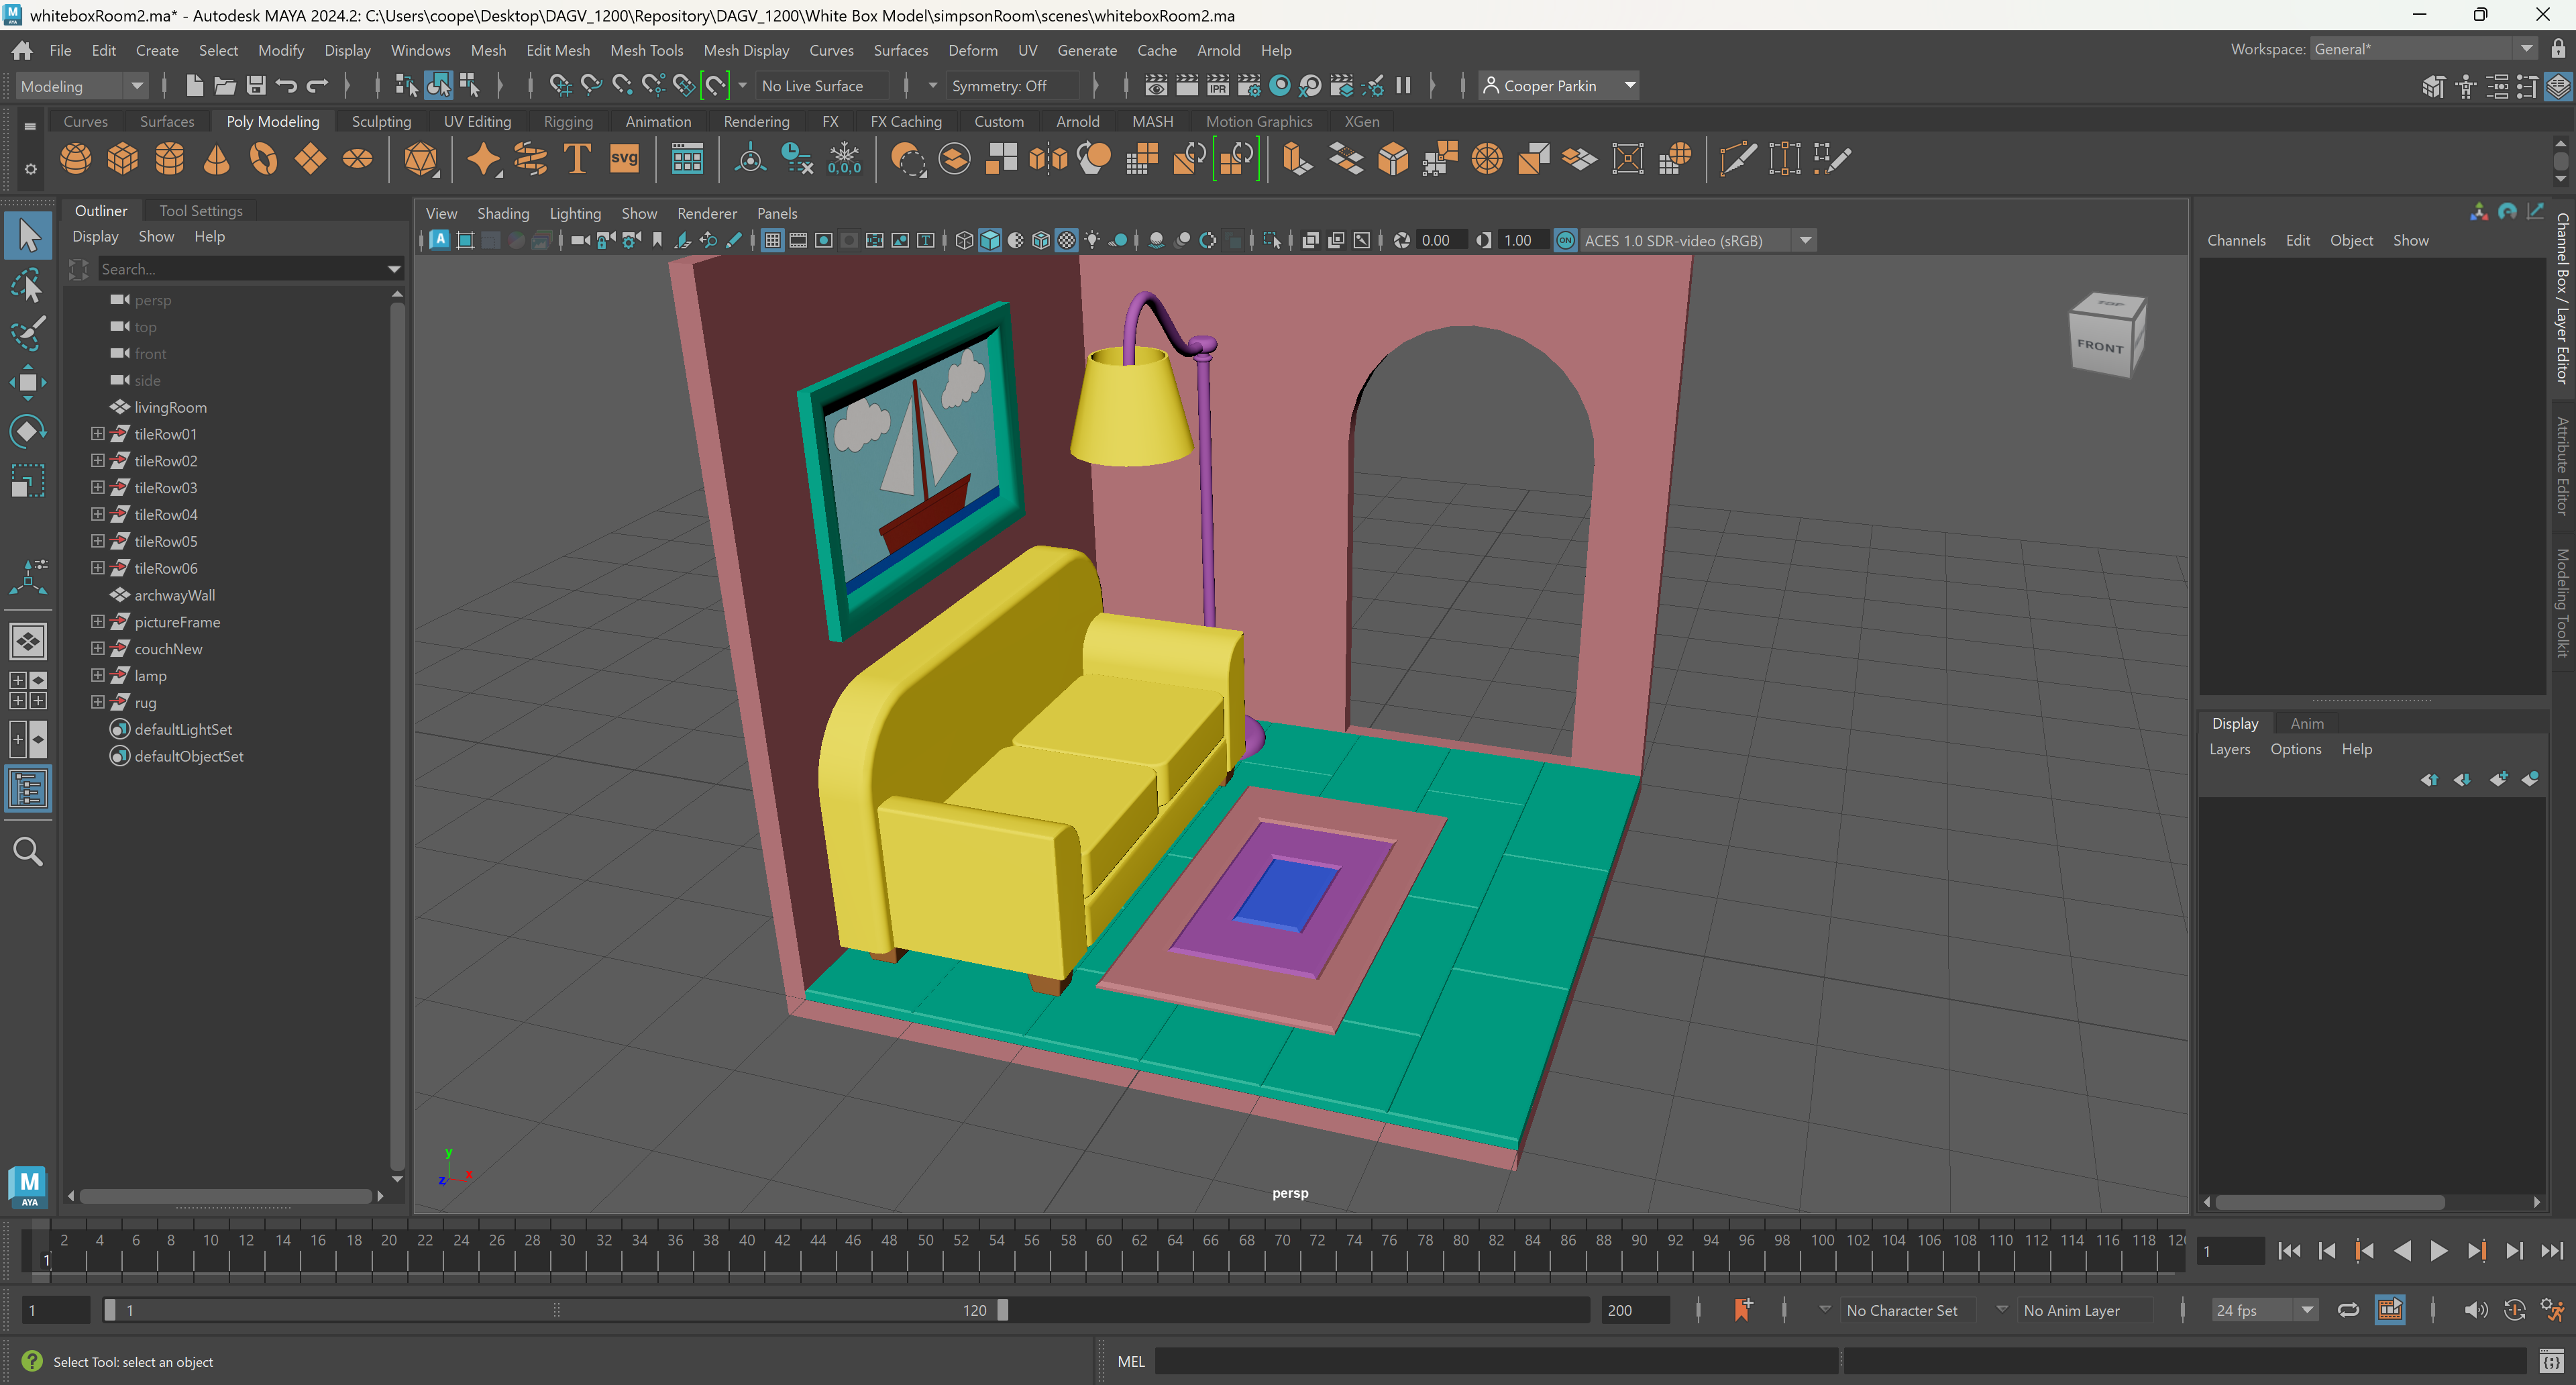 whiteboxRoom2.ma* - Autodesk MAYA 2024.2: C:\Users\coope\Desktop\DAGV_1200\Repository\DAGV_1200\White Box Model\simpsonRoom\scenes\whiteboxRoom2.ma
File Edit Create Select Modify Display Windows Mesh Edit Mesh Mesh Tools Mesh Display Curves Surfaces Deform UV Generate Cache Arnold Help
Workspace: General*
Modeling
No Live Surface
Symmetry: Off
IPR
Cooper Parkin
Curves Surfaces Poly Modeling Sculpting UV Editing Rigging Animation Rendering FX FX Caching Custom Arnold MASH Motion Graphics XGen
T
svg
0,0,0
Outliner Tool Settings
Display Show Help
Search...
persp
top
front
side
livingRoom
tileRow01
tileRow02
tileRow03
tileRow04
tileRow05
tileRow06
archwayWall
pictureFrame
couchNew
lamp
rug
defaultLightSet
defaultObjectSet
M
AYA
View Shading Lighting Show Renderer Panels
0.00
1.00
ON
ACES 1.0 SDR-video (sRGB)
TOP
FRONT
y
x
z
persp
Channels Edit Object Show
Channel Box / Layer Editor
Attribute Editor
Modeling Toolkit
Display Anim
Layers Options Help
1
2 4 6 8 10 12 14 16 18 20 22 24 26 28 30 32 34 36 38 40 42 44 46 48 50 52 54 56 58 60 62 64 66 68 70 72 74 76 78 80 82 84 86 88 90 92 94 96 98 100 102 104 106 108 110 112 114 116 118
1
1
1
120
200
No Character Set
No Anim Layer
24 fps
Select Tool: select an object
MEL